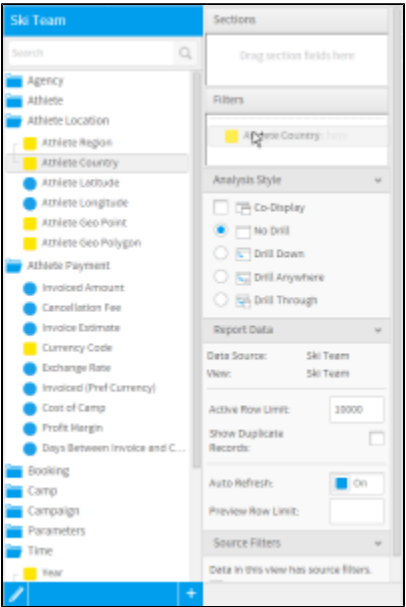 Ski Team
Search
Agency
Athlete
Athlete Location
Athlete Region
Athlete Country
Athlete Latitude
Athlete Longitude
Athlete Geo Point
Athlete Geo Polygon
Athlete Payment
Invoiced Amount
Cancellation Fee
Invoice Estimate
Currency Code
Exchange Rate
Invoiced (Pref Currency)
Cost of Camp
Profit Margin
Days Between Invoice and C...
Booking
Camp
Campaign
Parameters
Time
Year
Sections
Drag section fields here
Filters
Athlete Country here
Analysis Style
Co-Display
No Drill
Drill Down
Drill Anywhere
Drill Through
Report Data
Data Source: Ski Team
View: Ski Team
Active Row Limit: 10000
Show Duplicate
Records:
Auto Refresh: On
Preview Row Limit:
Source Filters
Data in this view has source filters.